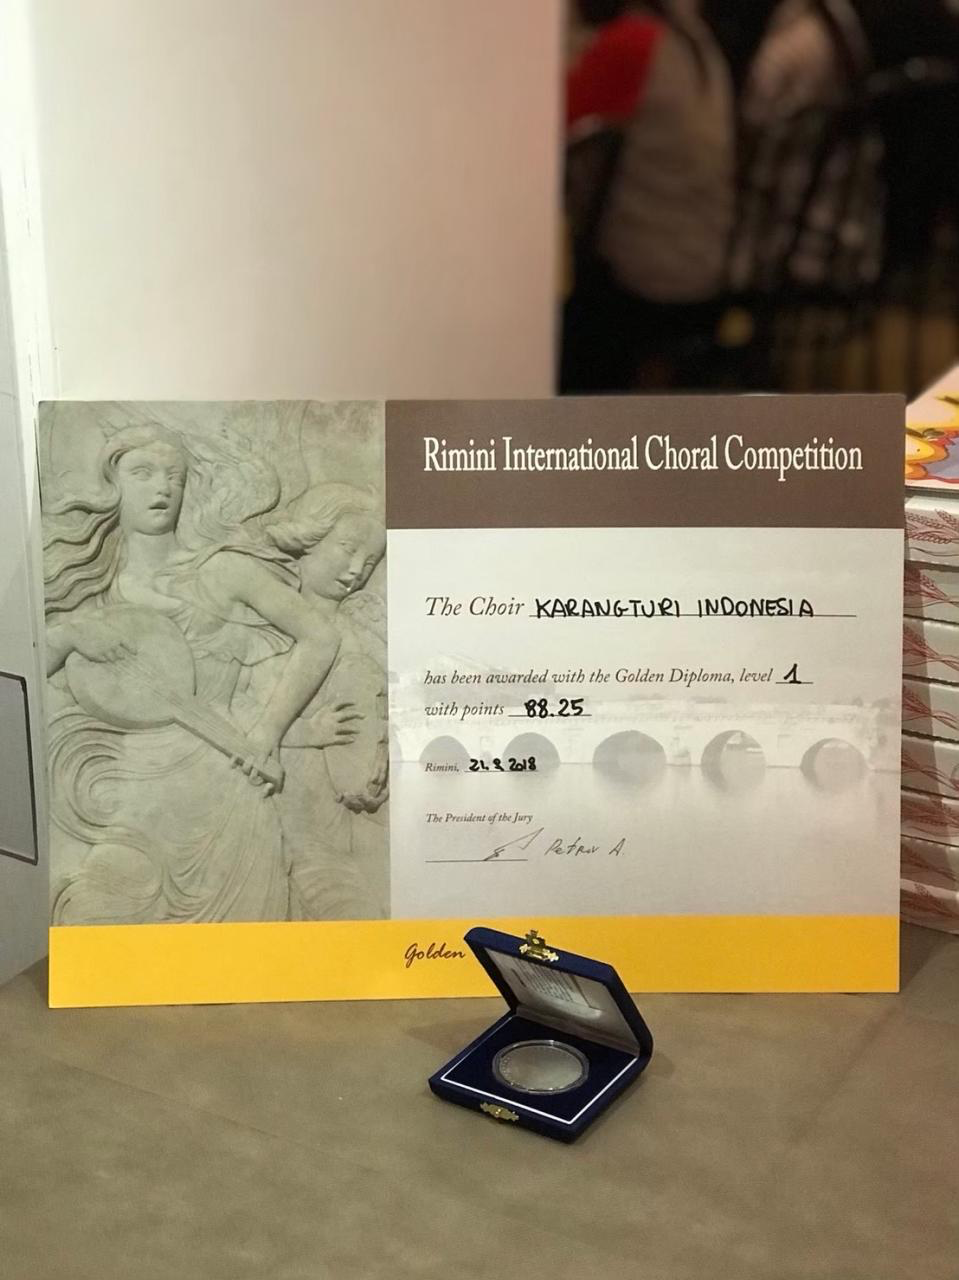 Rimini International Choral Competition
The Choir KARANGTURI INDONESIA
has been awarded with the Golden Diploma, level 1
with points 88.25
Rimini, 21.9.2018
The President of the Jury
Petrov A.
Golden